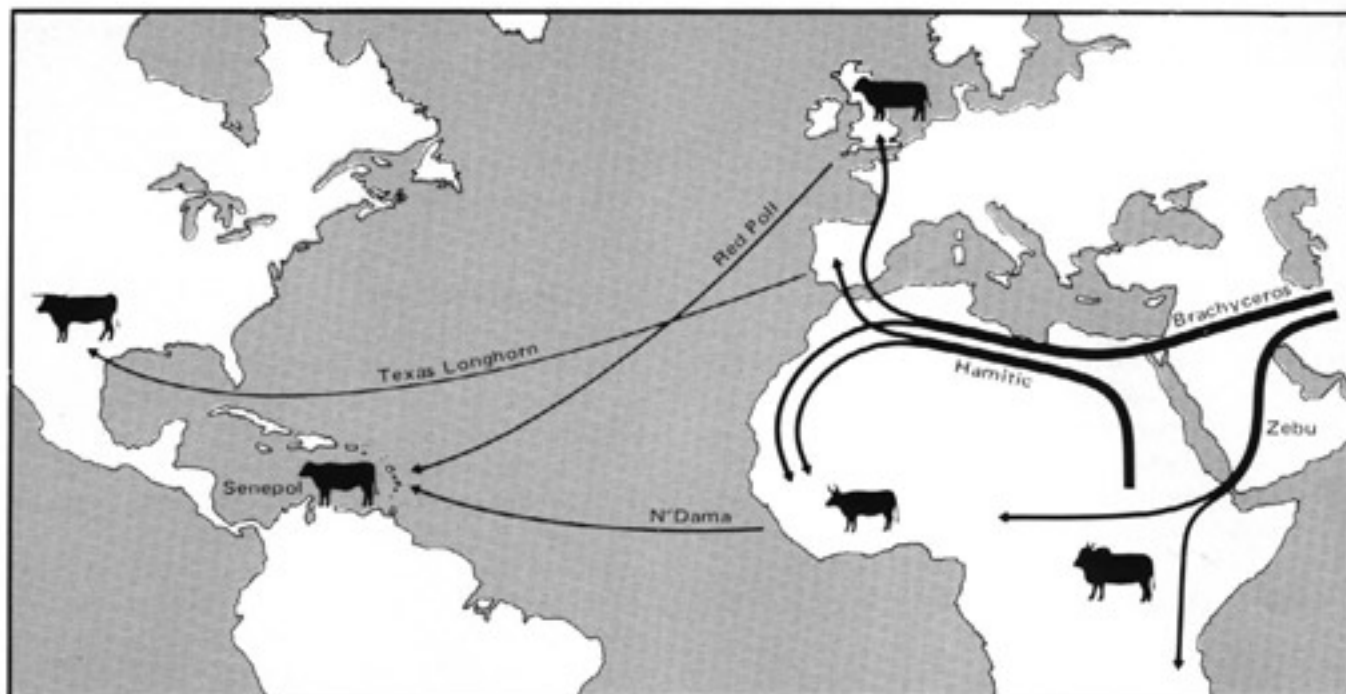 Red Poll
Texas Longhorn
Brachyceros
Hamitic
Zebu
Senepol
N'Dama